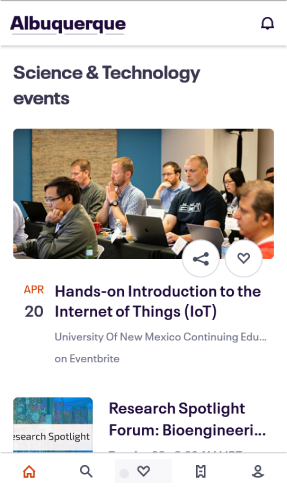 Albuquerque
Science & Technology
events
APR
20
Hands-on Introduction to the
Internet of Things (IoT)
University Of New Mexico Continuing Edu...
on Eventbrite
esearch Spotlight
Research Spotlight
Forum: Bioengineeri...